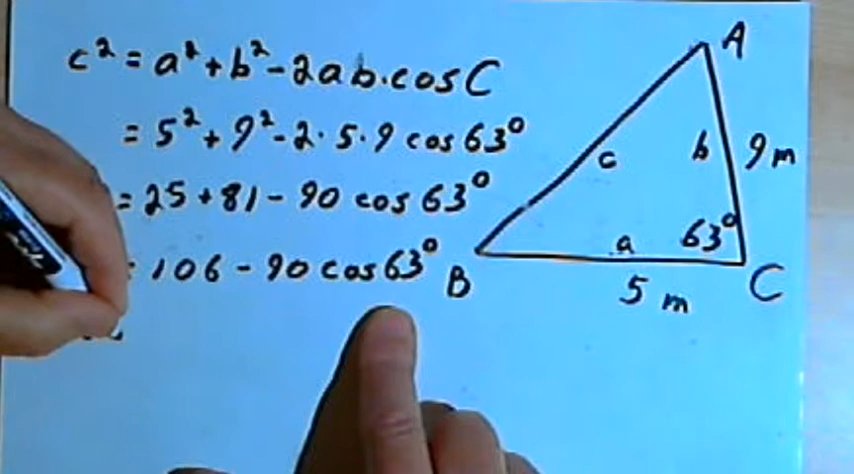 c² = a² + b² - 2ab·cos C
= 5² + 9² - 2·5·9 cos 63°
= 25 + 81 - 90 cos 63°
106 - 90 cos 63°
A
c
b
9 m
63°
a
B
C
5 m